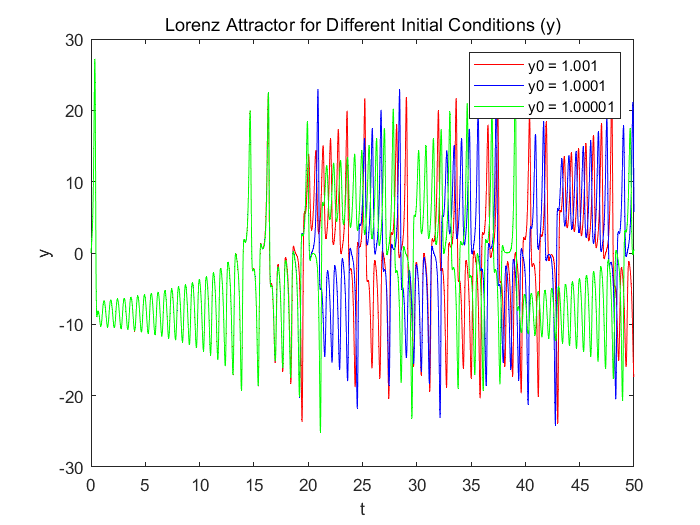 Lorenz Attractor for Different Initial Conditions (y)
30
20
10
0
-10
-20
-30
y
y0 = 1.001
y0 = 1.0001
y0 = 1.00001
0 5 10 15 20 25 30 35 40 45 50
t